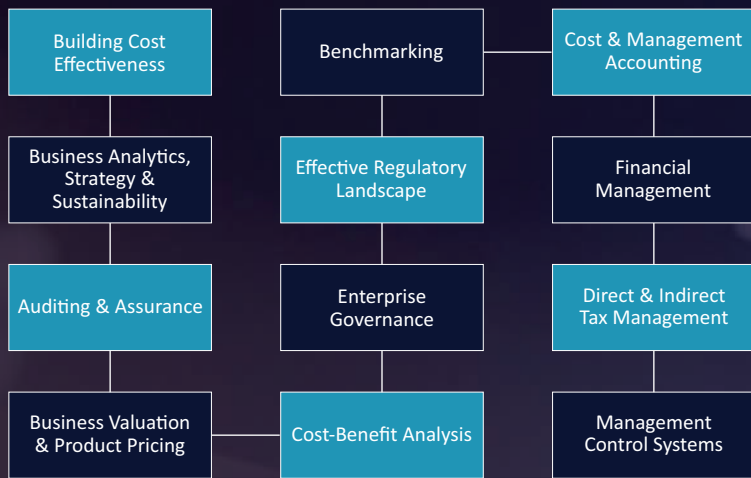 Building Cost
Effectiveness
Business Analytics,
Strategy &
Sustainability
Auditing & Assurance
Business Valuation
& Product Pricing
Cost-Benefit Analysis
Enterprise
Governance
Effective Regulatory
Landscape
Benchmarking
Cost & Management
Accounting
Financial
Management
Direct & Indirect
Tax Management
Management
Control Systems